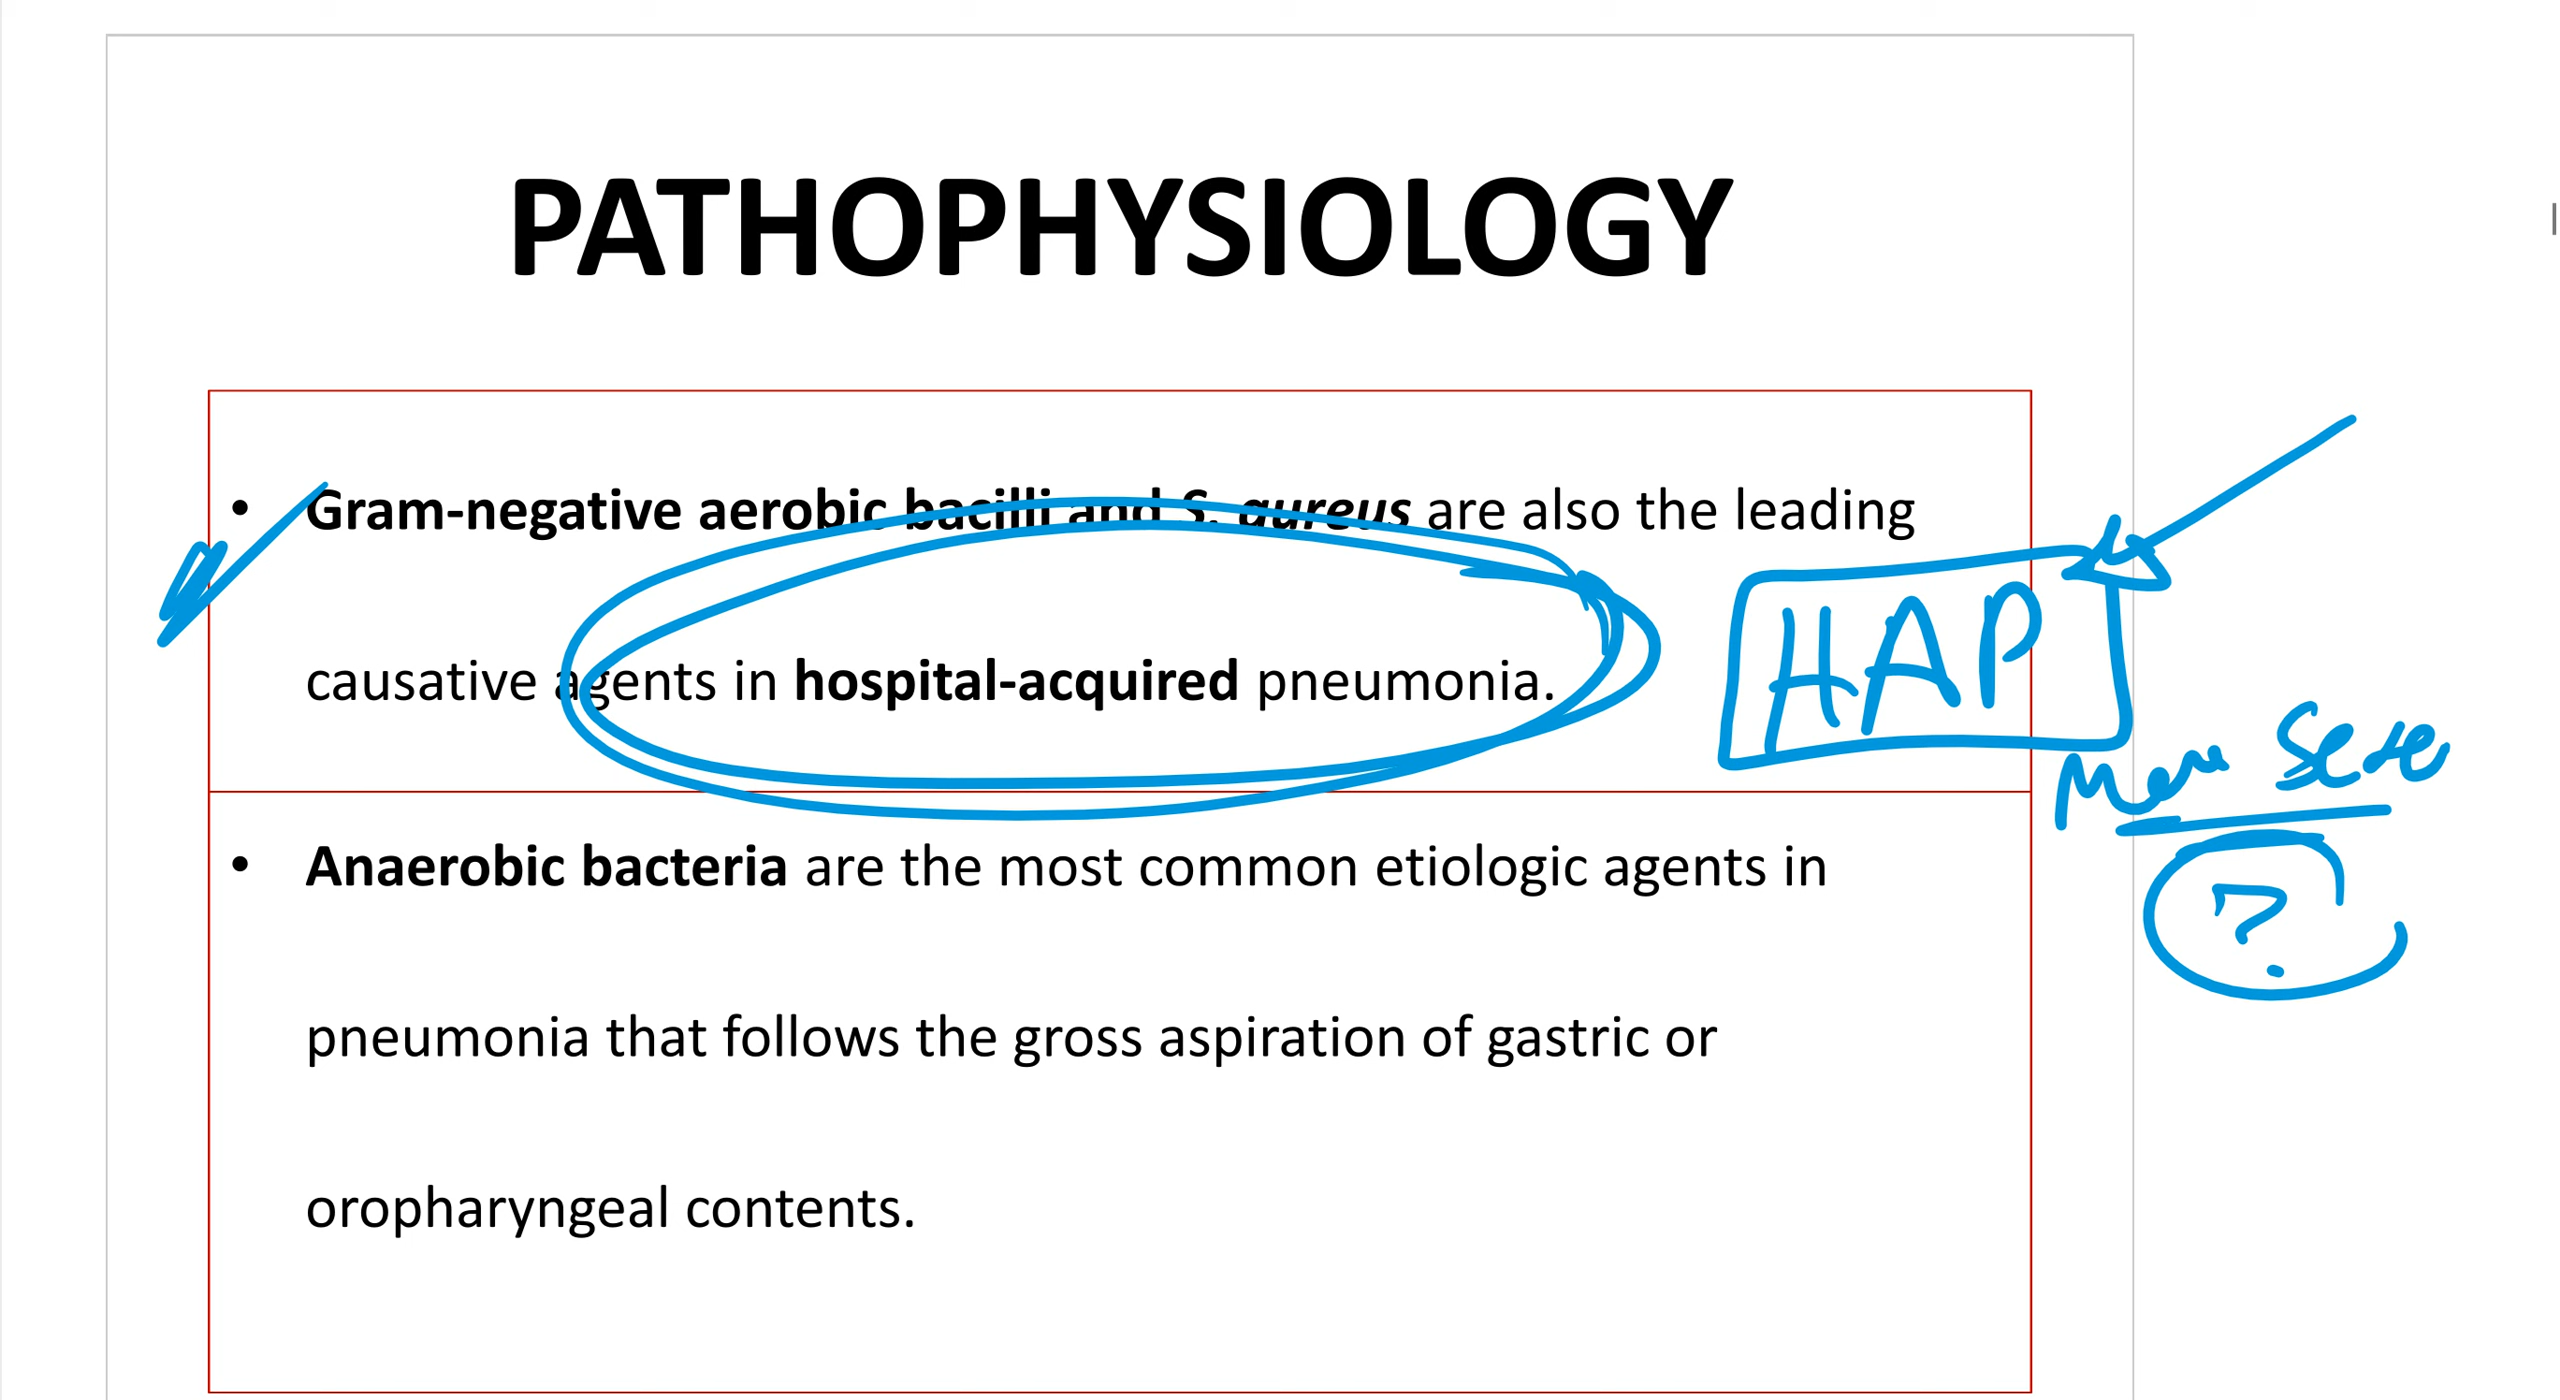 PATHOPHYSIOLOGY
• Gram-negative aerobic bacilli and S. aureus are also the leading
causative agents in hospital-acquired pneumonia.
HAP
More
?
• Anaerobic bacteria are the most common etiologic agents in
pneumonia that follows the gross aspiration of gastric or
oropharyngeal contents.